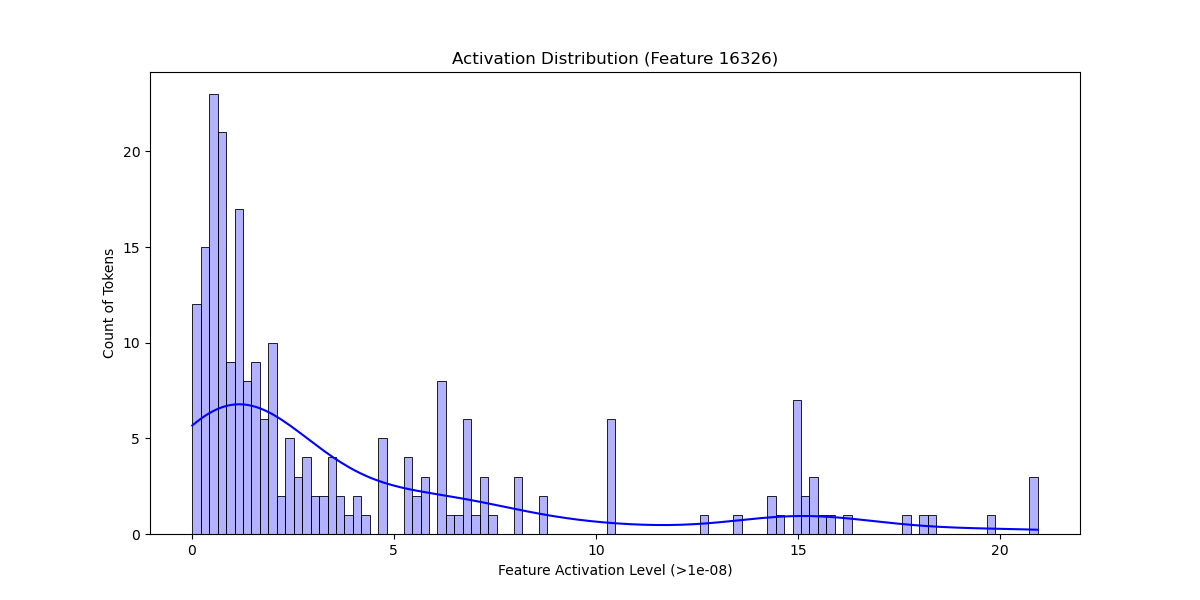 Activation Distribution (Feature 16326)
Count of Tokens
20
15
10
5
0
0 5 10 15 20
Feature Activation Level (>1e-08)